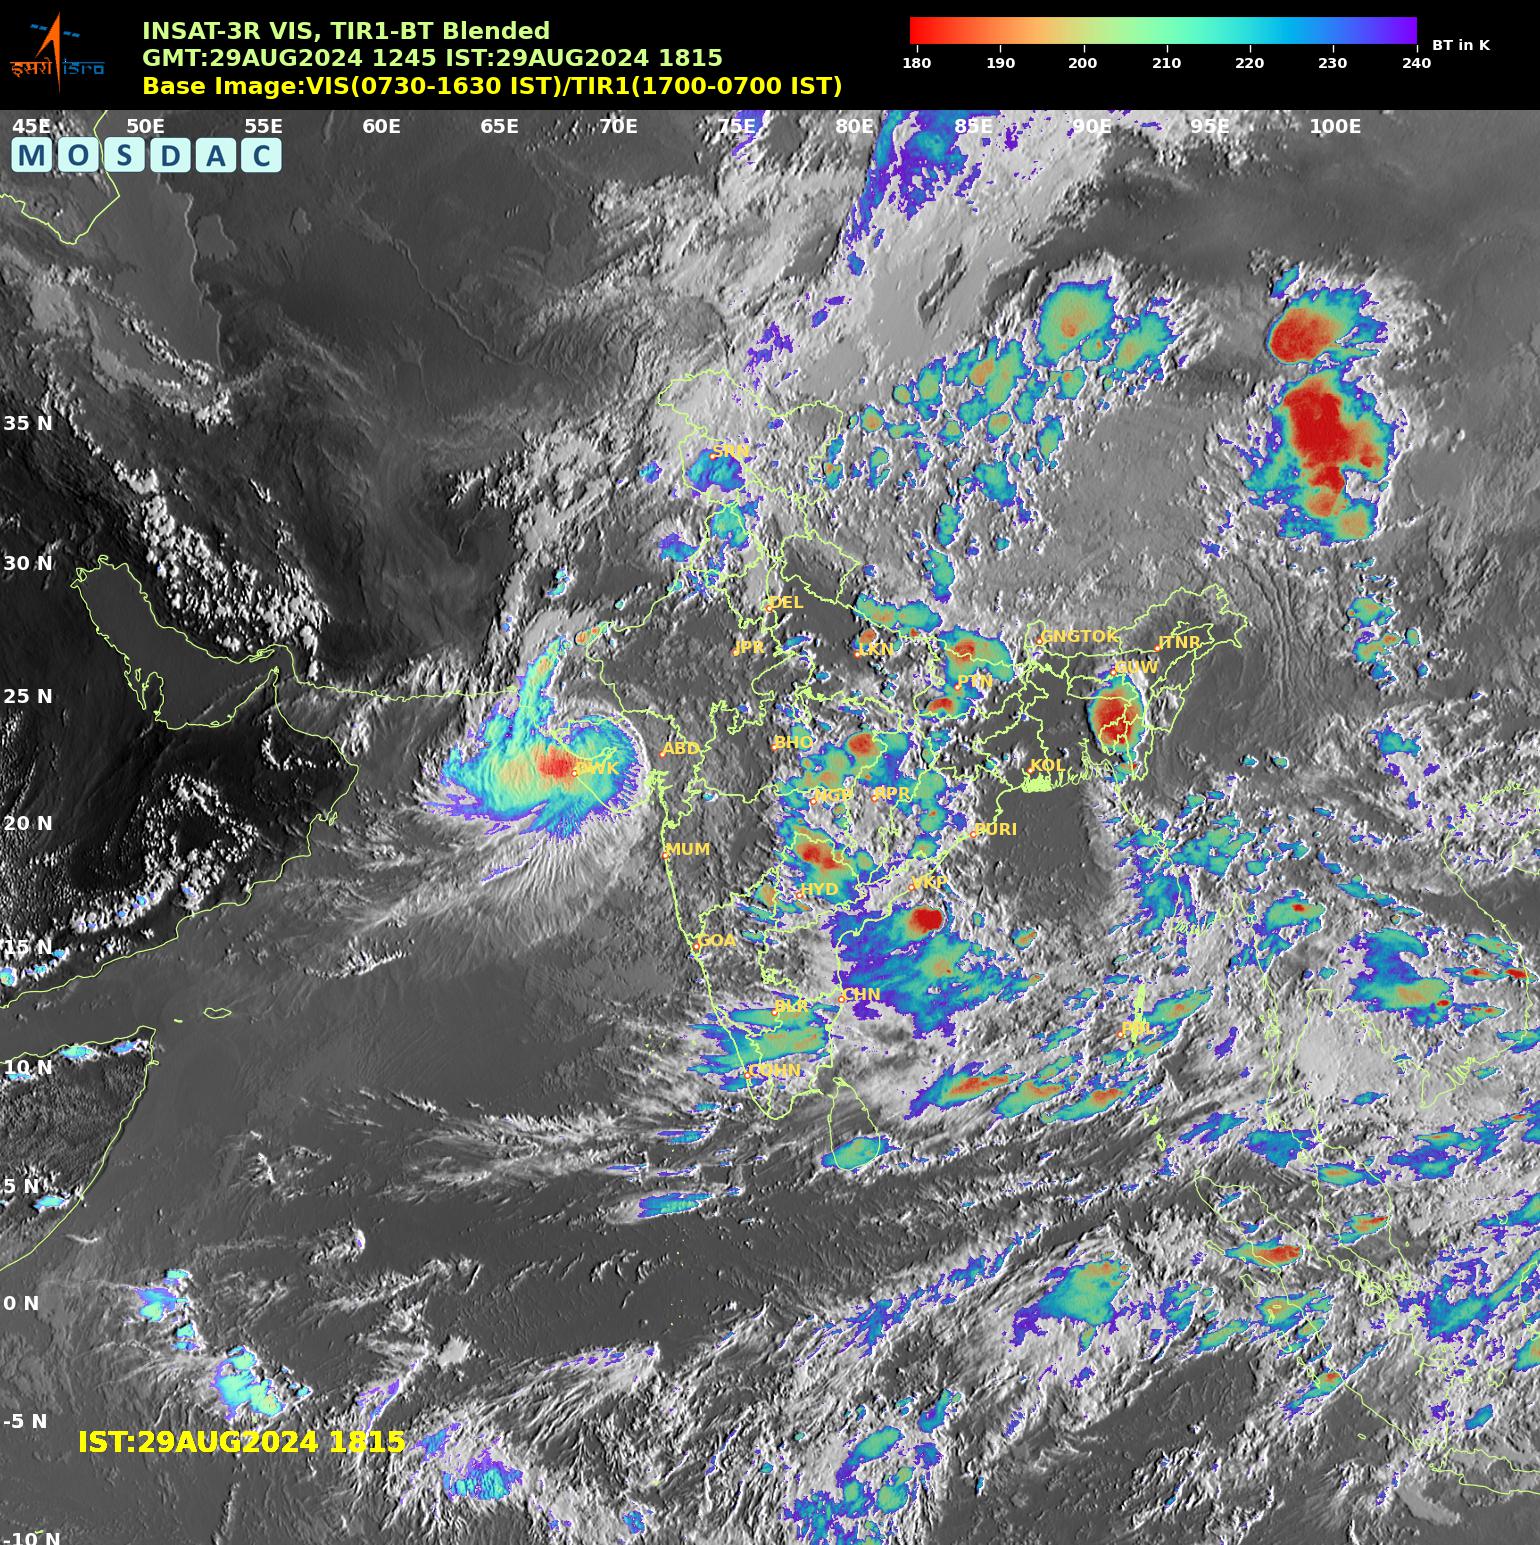 INSAT-3R VIS, TIR1-BT Blended
GMT:29AUG2024 1245 IST:29AUG2024 1815
Base Image:VIS(0730-1630 IST)/TIR1(1700-0700 IST)
इसरो isro
BT in K
180 190 200 210 220 230 240
45E 50E 55E 60E 65E 70E 75E 80E 85E 90E 95E 100E
MOSDAC
35 N
SRN
30 N
DEL
JPR
LKN
GNGTOK
ITNR
GUW
PTN
25 N
ABD
BHO
DWK
KOL
NGP
RPR
20 N
PURI
MUM
HYD
VKP
15 N
GOA
CHN
BLR
PBL
10 N
COHN
5 N
0 N
-5 N
IST:29AUG2024 1815
-10 N